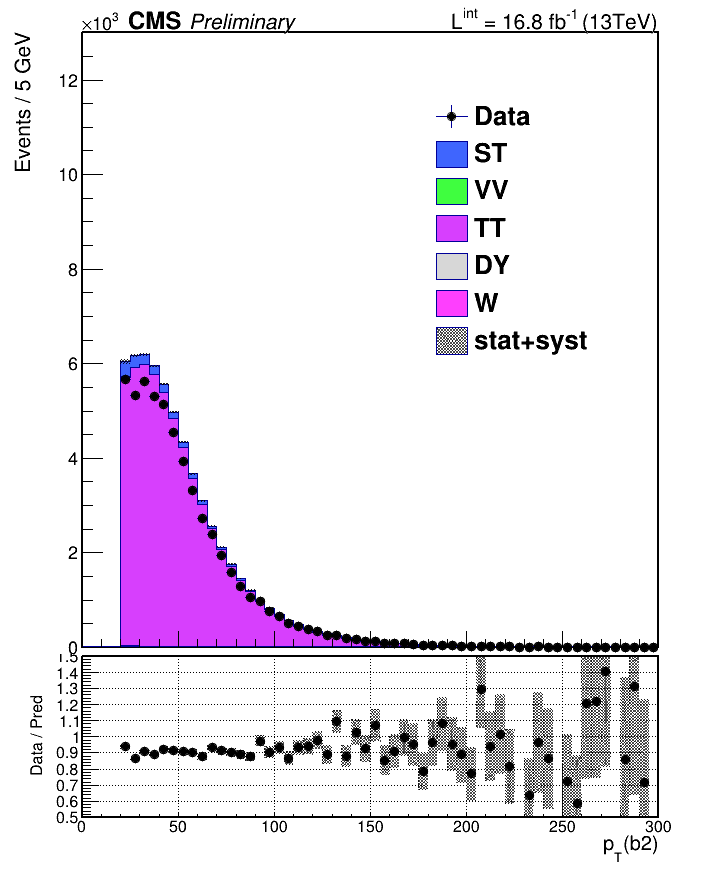 ×10³ CMS Preliminary L^int = 16.8 fb⁻¹ (13TeV)
Events / 5 GeV
12
10
8
6
4
2
0
Data
ST
VV
TT
DY
W
stat+syst
Data / Pred
1.5
1.4
1.3
1.2
1.1
1
0.9
0.8
0.7
0.6
0.5
0 50 100 150 200 250 300
p_T(b2)